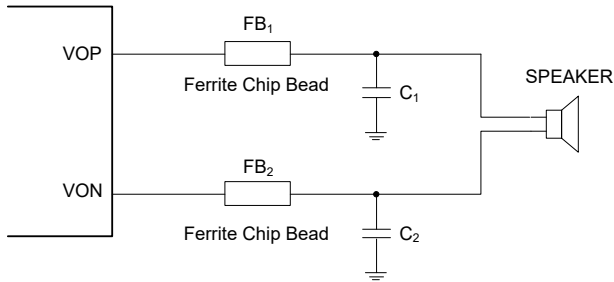 FB₁
VOP
Ferrite Chip Bead
C₁
SPEAKER
FB₂
VON
Ferrite Chip Bead
C₂